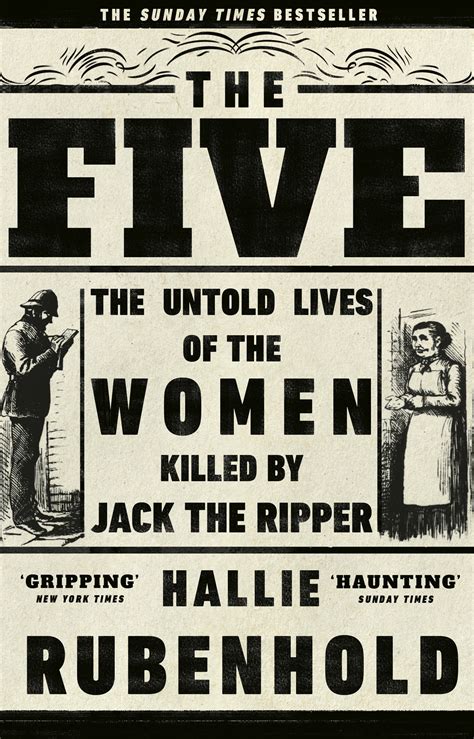 THE SUNDAY TIMES BESTSELLER
THE
FIVE
THE UNTOLD LIVES
OF THE
WOMEN
KILLED BY
JACK THE RIPPER
‘GRIPPING’
NEW YORK TIMES
HALLIE
‘HAUNTING’
SUNDAY TIMES
RUBENHOLD